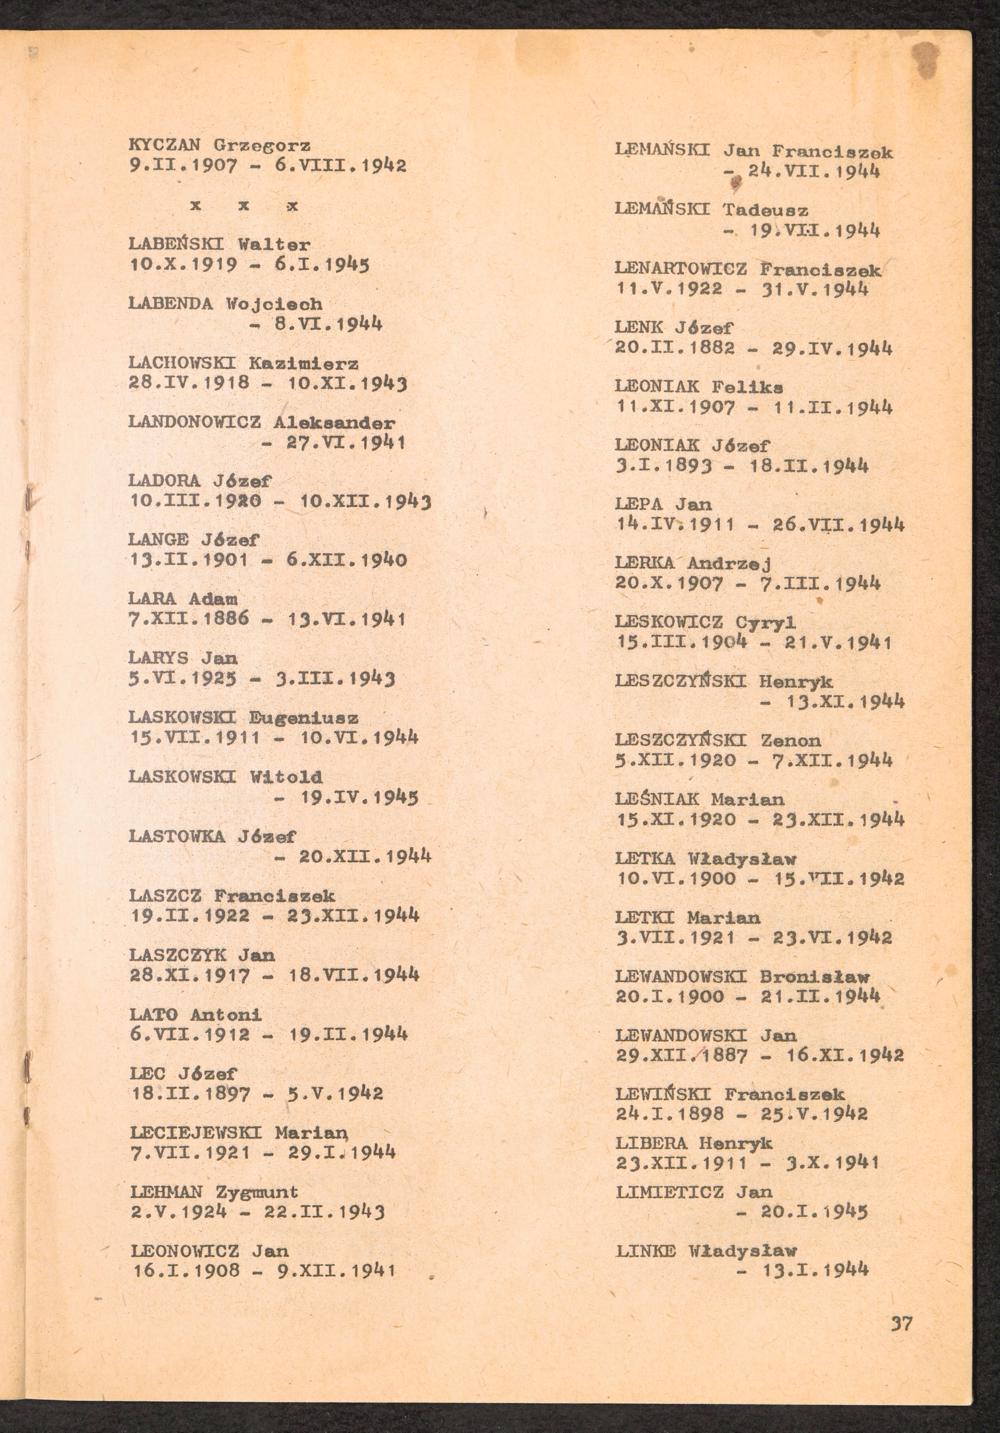 KYCZAN Grzegorz
9.II.1907 - 6.VIII.1942
x x x
LABEŃSKI Walter
10.X.1919 - 6.I.1945
LABENDA Wojciech
- 8.VI.1944
LACHOWSKI Kazimierz
28.IV.1918 - 10.XI.1943
LANDONOWICZ Aleksander
- 27.VI.1941
LADORA Józef
10.III.1920 - 10.XII.1943
LANGE Józef
13.II.1901 - 6.XII.1940
LARA Adam
7.XII.1886 - 13.VI.1941
LARYS Jan
5.VI.1925 - 3.III.1943
LASKOWSKI Eugeniusz
15.VII.1911 - 10.VI.1944
LASKOWSKI Witold
- 19.IV.1945
LASTOWKA Józef
- 20.XII.1944
LASZCZ Franciszek
19.II.1922 - 23.XII.1944
LASZCZYK Jan
28.XI.1917 - 18.VII.1944
LATO Antoni
6.VII.1912 - 19.II.1944
LEC Józef
18.II.1897 - 5.V.1942
LECIEJEWSKI Marian
7.VII.1921 - 29.I.1944
LEHMAN Zygmunt
2.V.1924 - 22.II.1943
LEONOWICZ Jan
16.I.1908 - 9.XII.1941
LEMAŃSKI Jan Franciszek
- 24.VII.1944
LEMAŃSKI Tadeusz
- 19.VII.1944
LENARTOWICZ Franciszek
11.V.1922 - 31.V.1944
LENK Józef
20.II.1882 - 29.IV.1944
LEONIAK Feliks
11.XI.1907 - 11.II.1944
LEONIAK Józef
3.I.1893 - 18.II.1944
LEPA Jan
14.IV.1911 - 26.VII.1944
LERKA Andrzej
20.X.1907 - 7.III.1944
LESKOWICZ Cyryl
15.III.1904 - 21.V.1941
LESZCZYŃSKI Henryk
- 13.XI.1944
LESZCZYŃSKI Zenon
5.XII.1920 - 7.XII.1944
LEŚNIAK Marian
15.XI.1920 - 23.XII.1944
LETKA Władysław
10.VI.1900 - 15.VII.1942
LETKI Marian
3.VII.1921 - 23.VI.1942
LEWANDOWSKI Bronisław
20.I.1900 - 21.II.1944
LEWANDOWSKI Jan
29.XII.1887 - 16.XI.1942
LEWIŃSKI Franciszek
24.I.1898 - 25.V.1942
LIBERA Henryk
23.XII.1911 - 3.X.1941
LIMIETICZ Jan
- 20.I.1945
LINKE Władysław
- 13.I.1944
37